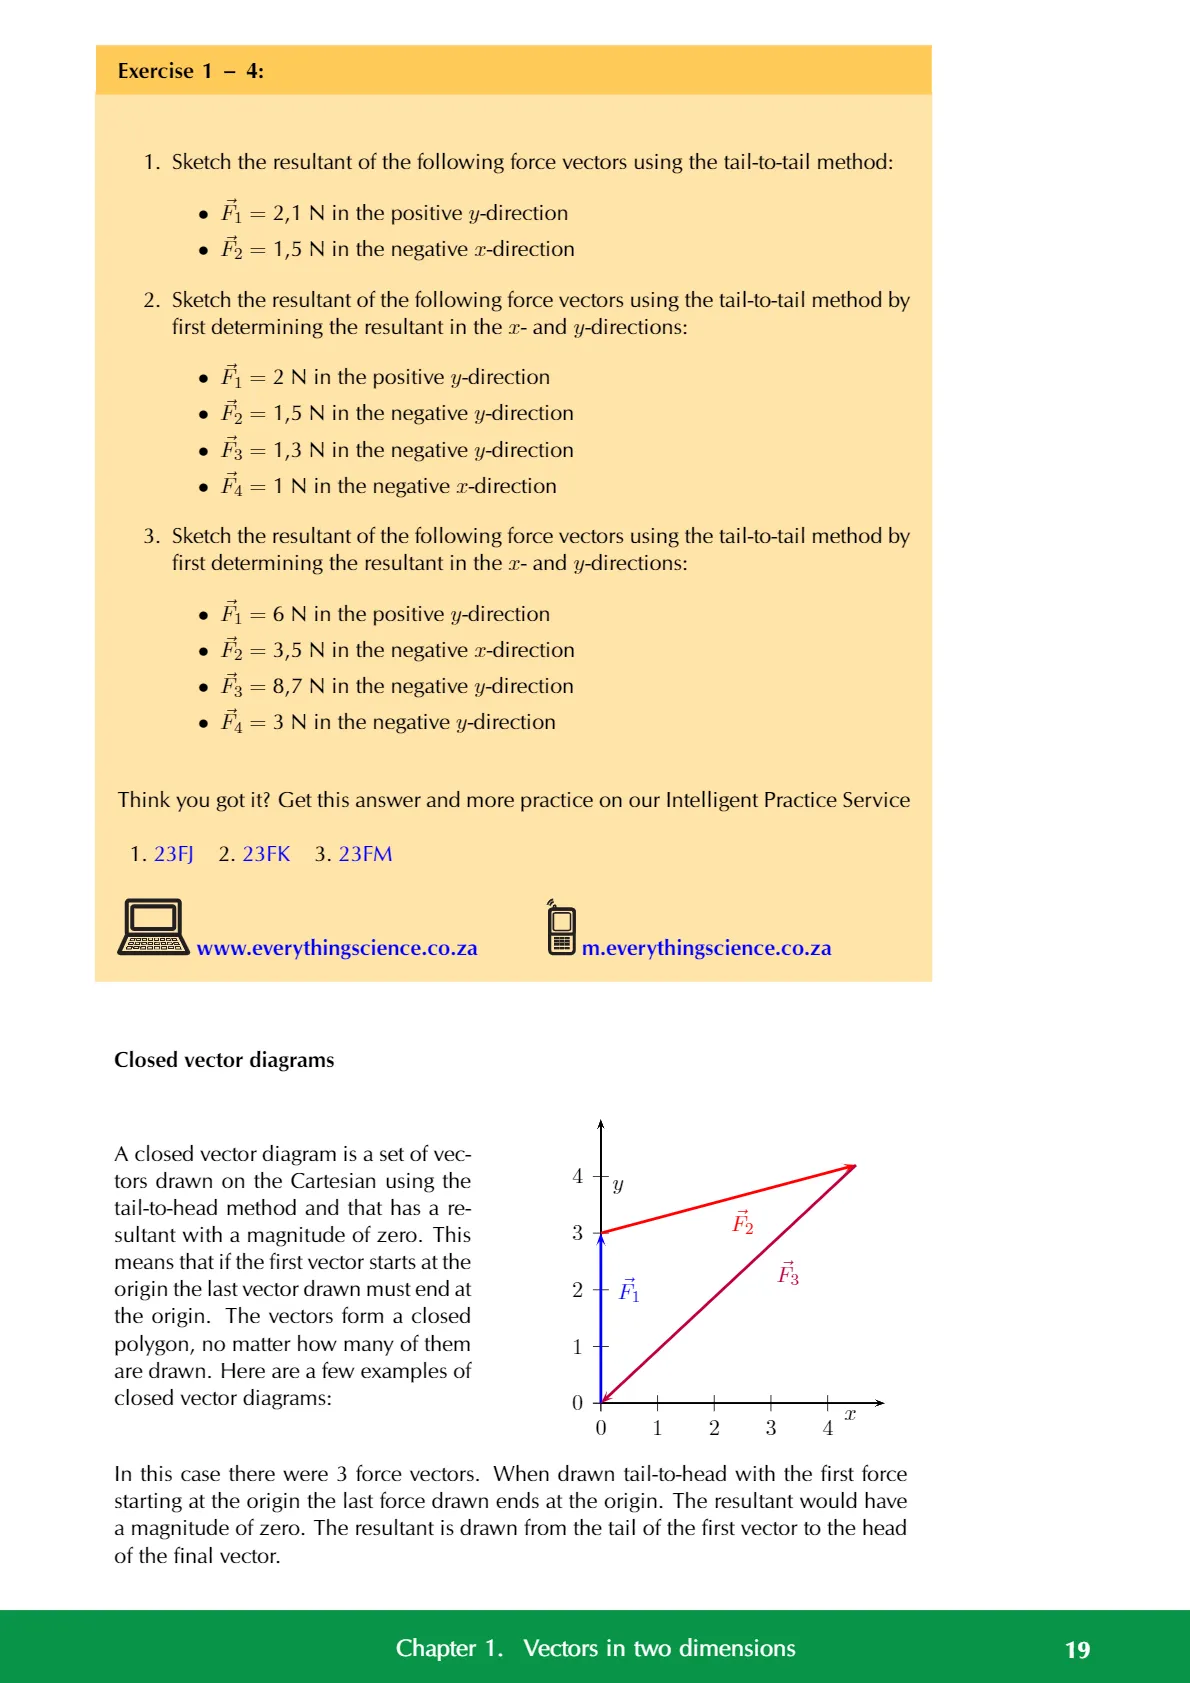 Exercise 1 – 4:
1. Sketch the resultant of the following force vectors using the tail-to-tail method:
• $\vec{F}_1$ = 2,1 N in the positive y-direction
• $\vec{F}_2$ = 1,5 N in the negative x-direction
2. Sketch the resultant of the following force vectors using the tail-to-tail method by
first determining the resultant in the x- and y-directions:
• $\vec{F}_1$ = 2 N in the positive y-direction
• $\vec{F}_2$ = 1,5 N in the negative y-direction
• $\vec{F}_3$ = 1,3 N in the negative y-direction
• $\vec{F}_4$ = 1 N in the negative x-direction
3. Sketch the resultant of the following force vectors using the tail-to-tail method by
first determining the resultant in the x- and y-directions:
• $\vec{F}_1$ = 6 N in the positive y-direction
• $\vec{F}_2$ = 3,5 N in the negative x-direction
• $\vec{F}_3$ = 8,7 N in the negative y-direction
• $\vec{F}_4$ = 3 N in the negative y-direction
Think you got it? Get this answer and more practice on our Intelligent Practice Service
1. 23FJ 2. 23FK 3. 23FM
www.everythingscience.co.za m.everythingscience.co.za
Closed vector diagrams
A closed vector diagram is a set of vec-
tors drawn on the Cartesian using the
tail-to-head method and that has a re-
sultant with a magnitude of zero. This
means that if the first vector starts at the
origin the last vector drawn must end at
the origin. The vectors form a closed
polygon, no matter how many of them
are drawn. Here are a few examples of
closed vector diagrams:
4
y
3
$\vec{F}_2$
$\vec{F}_3$
2
$\vec{F}_1$
1
0
x
0 1 2 3 4
In this case there were 3 force vectors. When drawn tail-to-head with the first force
starting at the origin the last force drawn ends at the origin. The resultant would have
a magnitude of zero. The resultant is drawn from the tail of the first vector to the head
of the final vector.
Chapter 1. Vectors in two dimensions 19